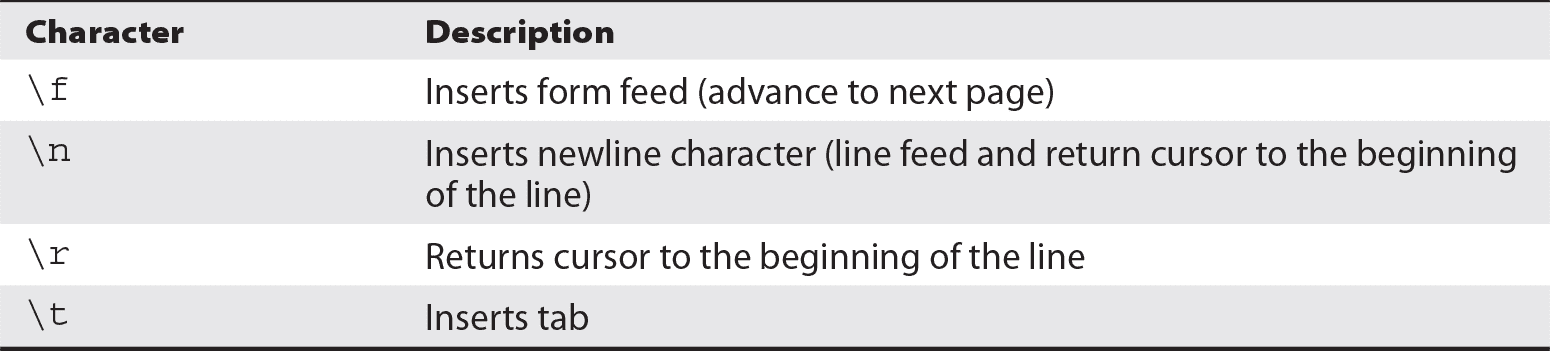 Character Description
\f Inserts form feed (advance to next page)
\n Inserts newline character (line feed and return cursor to the beginning
of the line)
\r Returns cursor to the beginning of the line
\t Inserts tab